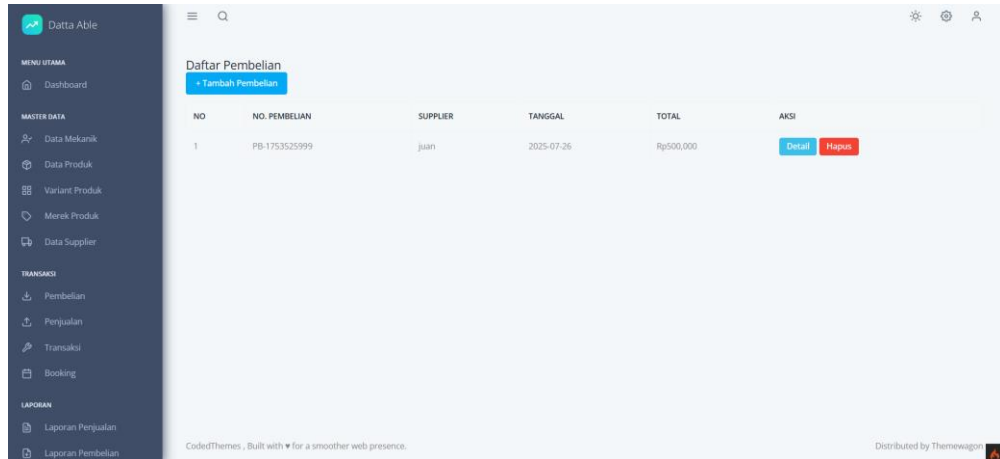 Datta Able
MENU UTAMA
Dashboard
MASTER DATA
Data Mekanik
Data Produk
Variant Produk
Merek Produk
Data Supplier
TRANSAKSI
Pembelian
Penjualan
Transaksi
Booking
LAPORAN
Laporan Penjualan
Laporan Pembelian
Daftar Pembelian
+ Tambah Pembelian
NO NO. PEMBELIAN SUPPLIER TANGGAL TOTAL AKSI
1 PB-1753525999 juan 2025-07-26 Rp500,000 Detail Hapus
CodedThemes , Built with ♥ for a smoother web presence. Distributed by Themewagon